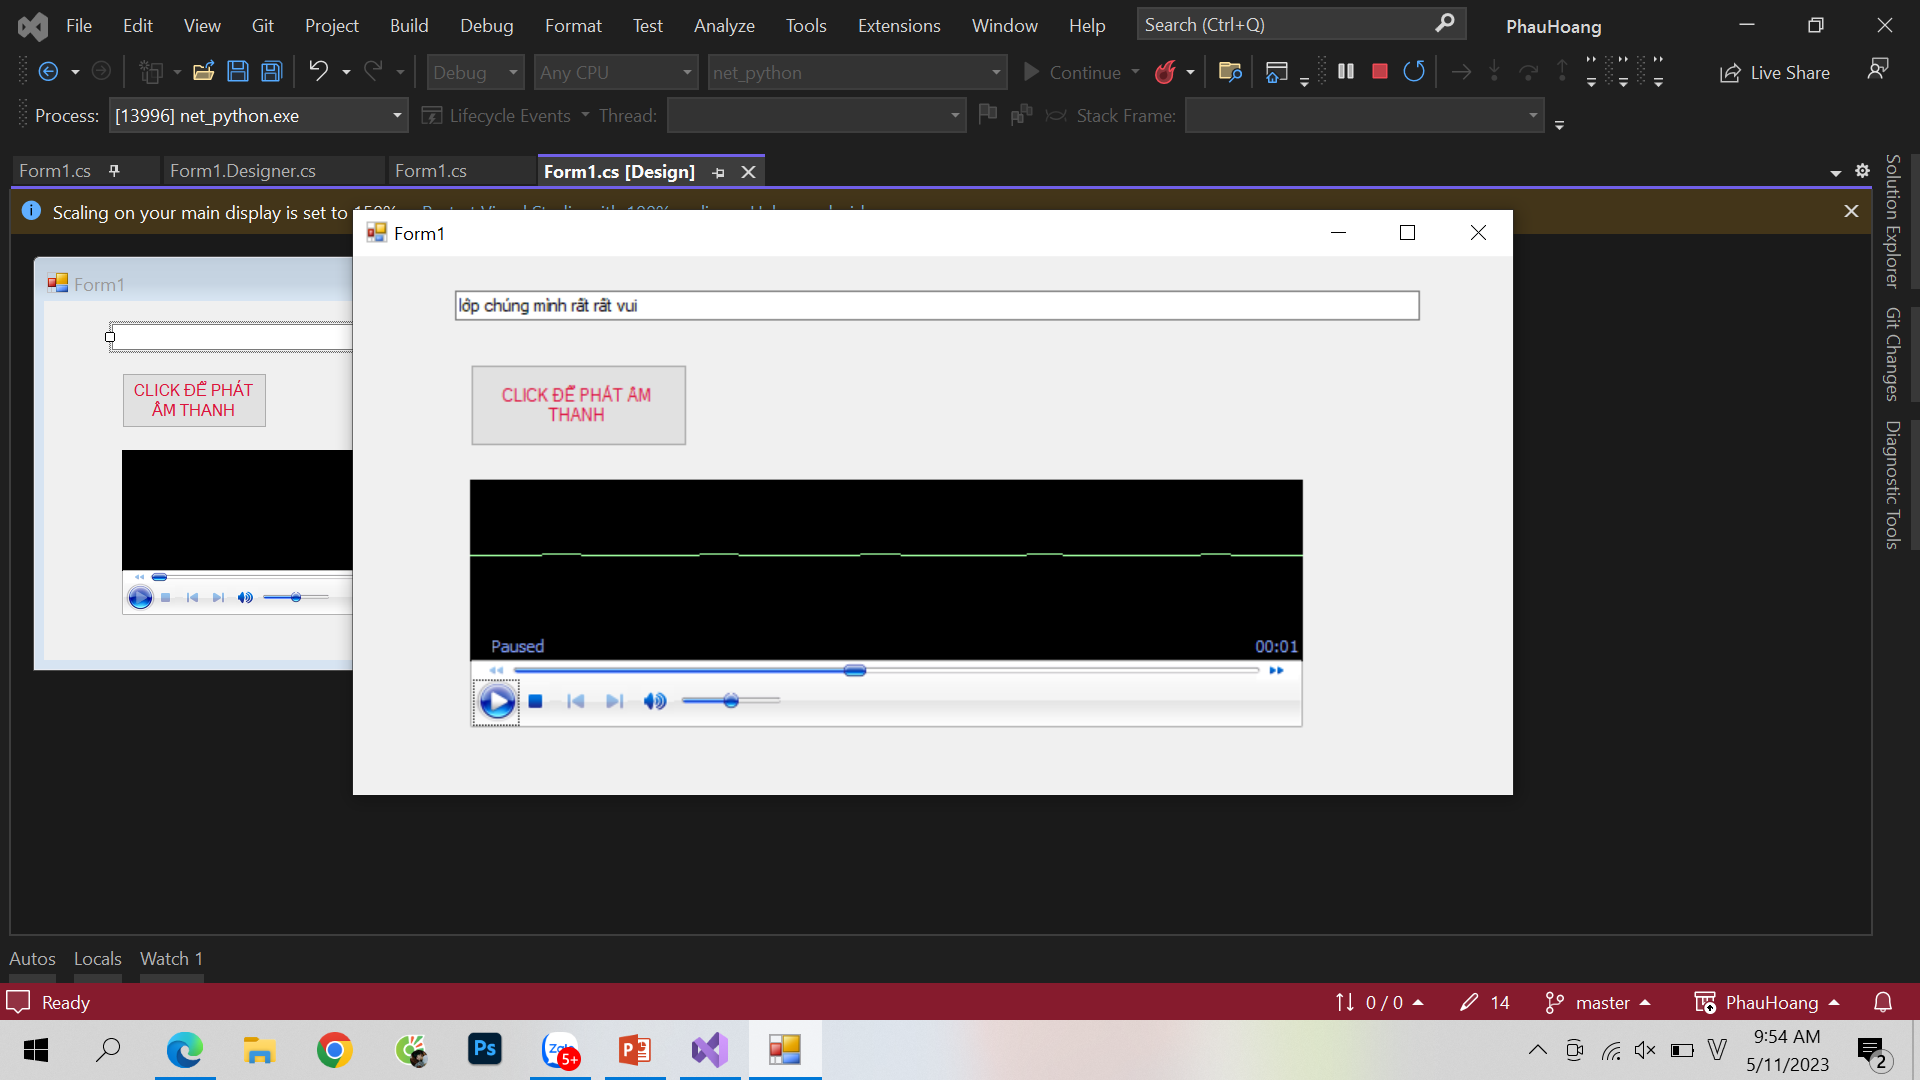 File Edit View Git Project Build Debug Format Test Analyze Tools Extensions Window Help Search (Ctrl+Q) PhauHoang
Debug Any CPU net_python Continue Live Share
Process: [13996] net_python.exe Lifecycle Events Thread: Stack Frame:
Form1.cs Form1.Designer.cs Form1.cs Form1.cs [Design]
Scaling on your main display is set to 150%
Form1
CLICK ĐỂ PHÁT
ÂM THANH
Form1
lớp chúng mình rất rất vui
CLICK ĐỂ PHÁT ÂM
THANH
Paused 00:01
Solution Explorer
Git Changes
Diagnostic Tools
Autos Locals Watch 1
Ready 0 / 0 14 master PhauHoang
Ps Zalo 5+ P V 9:54 AM
5/11/2023 2